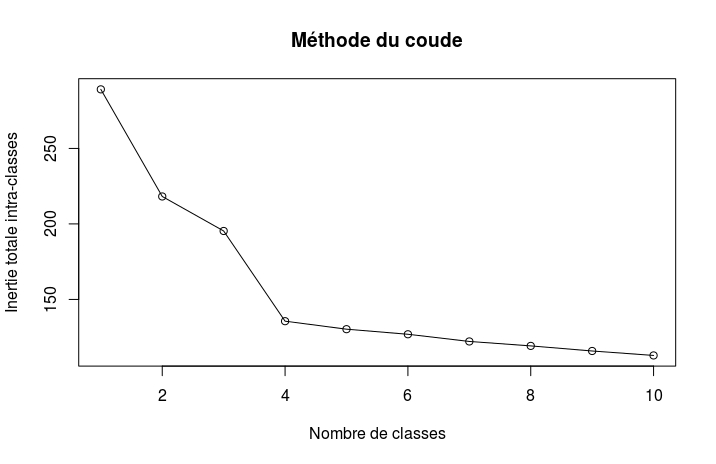 Méthode du coude
Inertie totale intra-classes
250
200
150
2 4 6 8 10
Nombre de classes